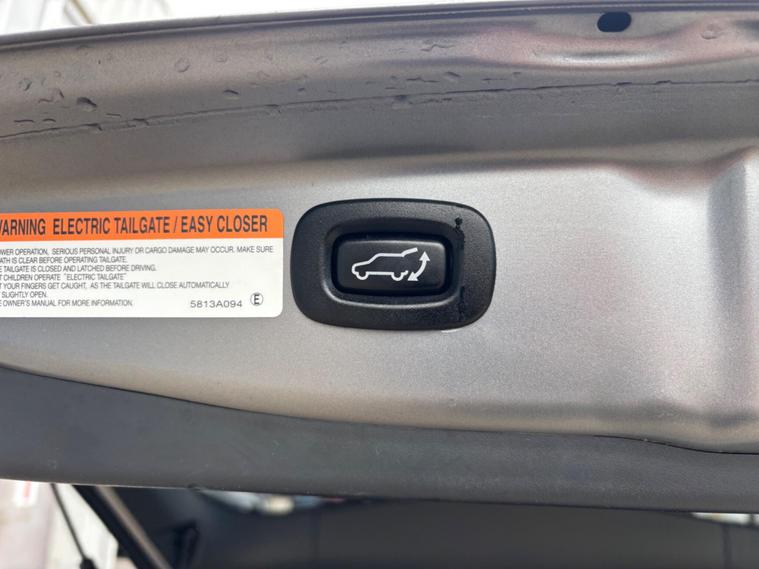 WARNING ELECTRIC TAILGATE / EASY CLOSER
POWER OPERATION, SERIOUS PERSONAL INJURY OR CARGO DAMAGE MAY OCCUR. MAKE SURE
PATH IS CLEAR BEFORE OPERATING TAILGATE.
TAILGATE IS CLOSED AND LATCHED BEFORE DRIVING.
CHILDREN OPERATE "ELECTRIC TAILGATE"
YOUR FINGERS GET CAUGHT, AS THE TAILGATE WILL CLOSE AUTOMATICALLY
SLIGHTLY OPEN.
OWNER'S MANUAL FOR MORE INFORMATION. 5813A094 E